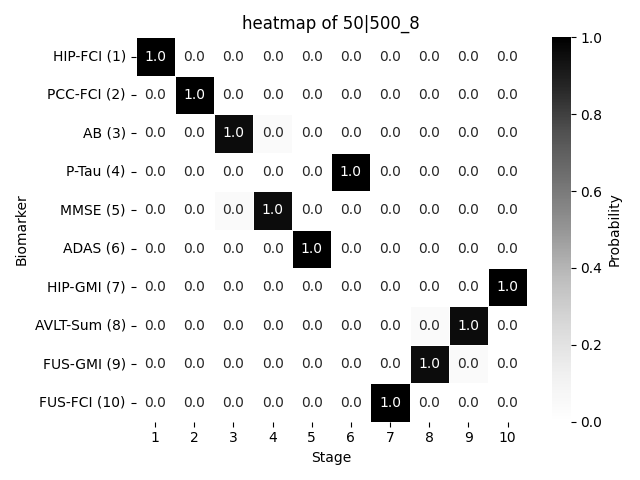 heatmap of 50|500_8
HIP-FCI (1) 1.0 0.0 0.0 0.0 0.0 0.0 0.0 0.0 0.0 0.0
PCC-FCI (2) 0.0 1.0 0.0 0.0 0.0 0.0 0.0 0.0 0.0 0.0
AB (3) 0.0 0.0 1.0 0.0 0.0 0.0 0.0 0.0 0.0 0.0
P-Tau (4) 0.0 0.0 0.0 0.0 0.0 1.0 0.0 0.0 0.0 0.0
MMSE (5) 0.0 0.0 0.0 1.0 0.0 0.0 0.0 0.0 0.0 0.0
ADAS (6) 0.0 0.0 0.0 0.0 1.0 0.0 0.0 0.0 0.0 0.0
HIP-GMI (7) 0.0 0.0 0.0 0.0 0.0 0.0 0.0 0.0 0.0 1.0
AVLT-Sum (8) 0.0 0.0 0.0 0.0 0.0 0.0 0.0 0.0 1.0 0.0
FUS-GMI (9) 0.0 0.0 0.0 0.0 0.0 0.0 0.0 1.0 0.0 0.0
FUS-FCI (10) 0.0 0.0 0.0 0.0 0.0 0.0 1.0 0.0 0.0 0.0
1 2 3 4 5 6 7 8 9 10
Stage
Biomarker
1.0
0.8
0.6
0.4
0.2
0.0
Probability